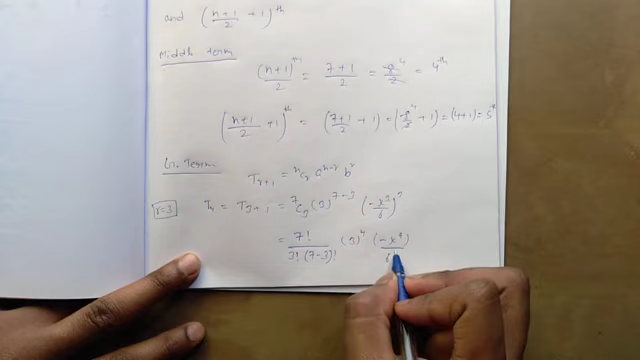 and (n+1/2 + 1)th
Middle term
(n+1)th/2 = 7+1/2 = 8/2 4 = 4th
(n+1/2 + 1)th = (7+1/2 + 1) = (8/2 4 + 1) = (4+1) = 5th
Gn. Term
Tr+1 = nCr a^n-r b^r
r=3 T4 = T3+1 = 7C3 (3)^7-3 (-x^3/6)^3
= 7!/3!(7-3)! (3)^4 (-x^9)/6